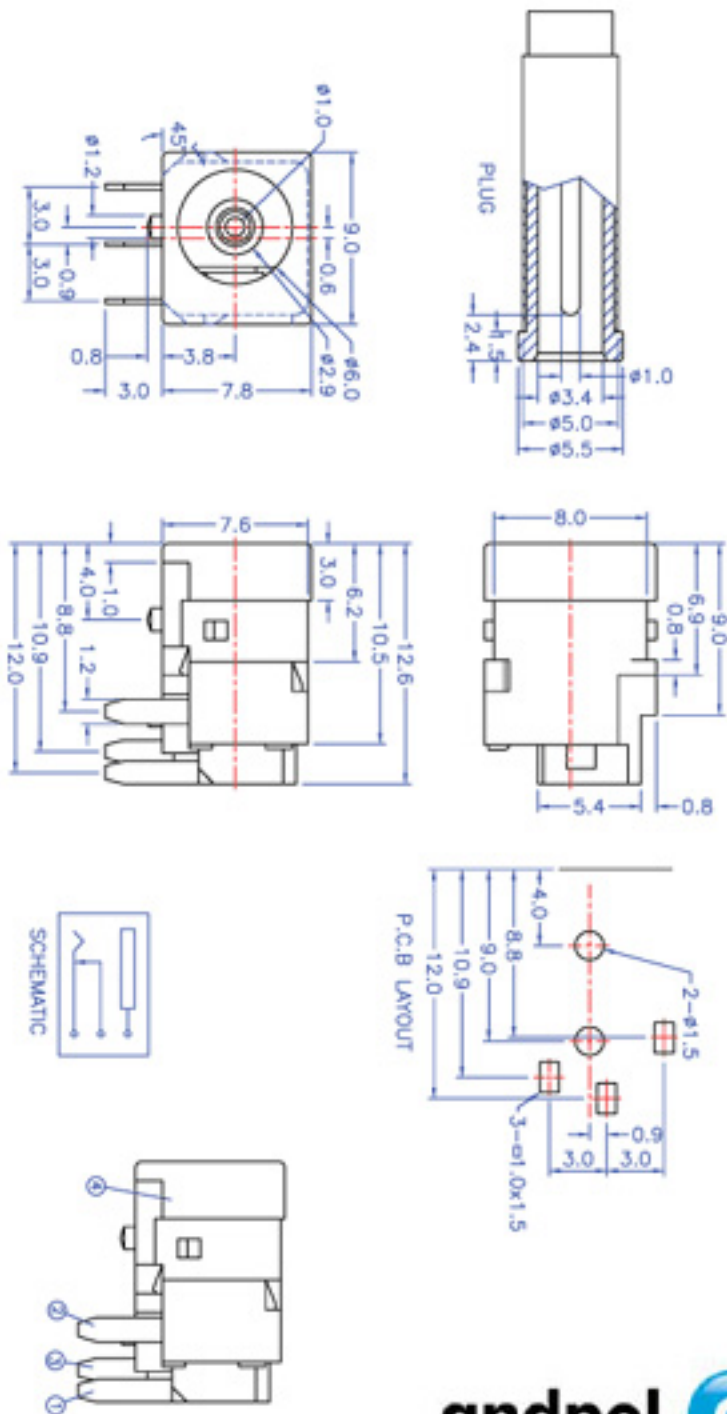 PLUG
ø1.0
ø3.4
ø5.0
ø5.5
1.5
2.4
ø1.0
45°
ø1.2
3.0
0.9
3.0
9.0
0.6
ø6.0
ø2.9
0.8
3.8
3.0
7.8
8.0
0.8
6.9
9.0
5.4
0.8
7.6
3.0
6.2
10.5
12.6
1.0
4.0
1.2
8.8
10.9
12.0
P.C.B LAYOUT
4.0
8.8
9.0
10.9
12.0
2-ø1.5
3-▭1.0x1.5
0.9
3.0
3.0
SCHEMATIC
④
②
③
①
andpol